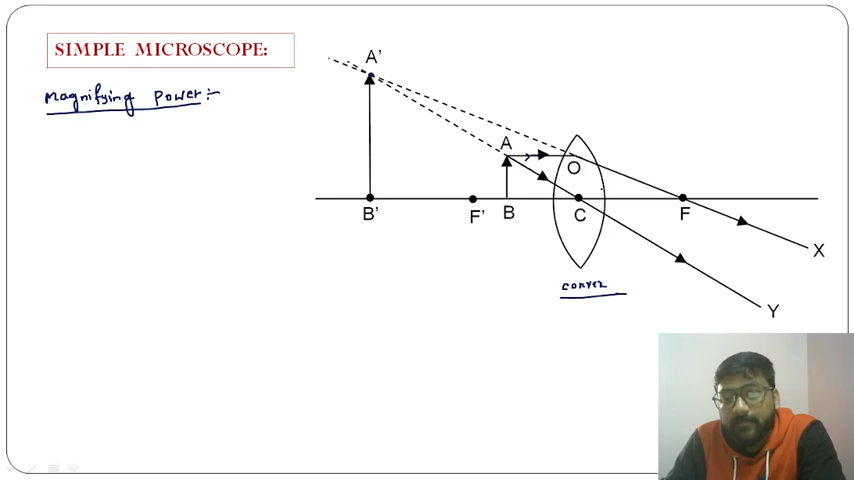 SIMPLE MICROSCOPE:
Magnifying Power:-
A'
A
O
B'
F'
B
C
F
X
convex
Y